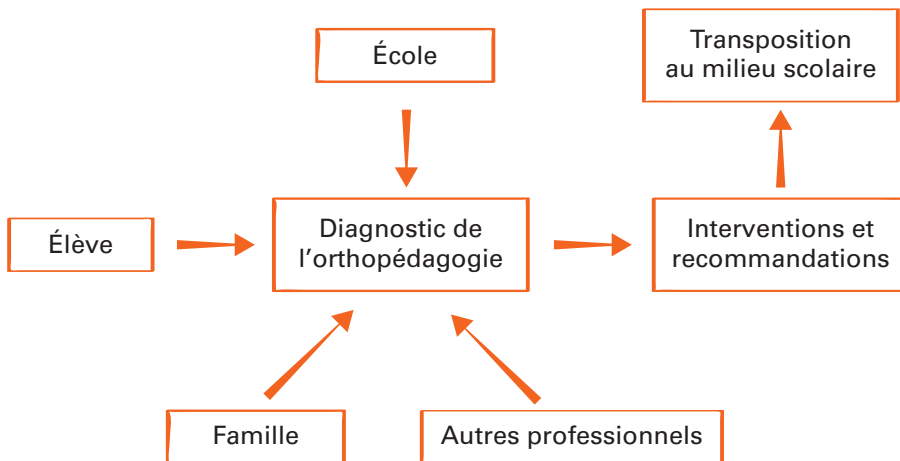 École
Transposition
au milieu scolaire
Élève
Diagnostic de
l'orthopédagogie
Interventions et
recommandations
Famille
Autres professionnels